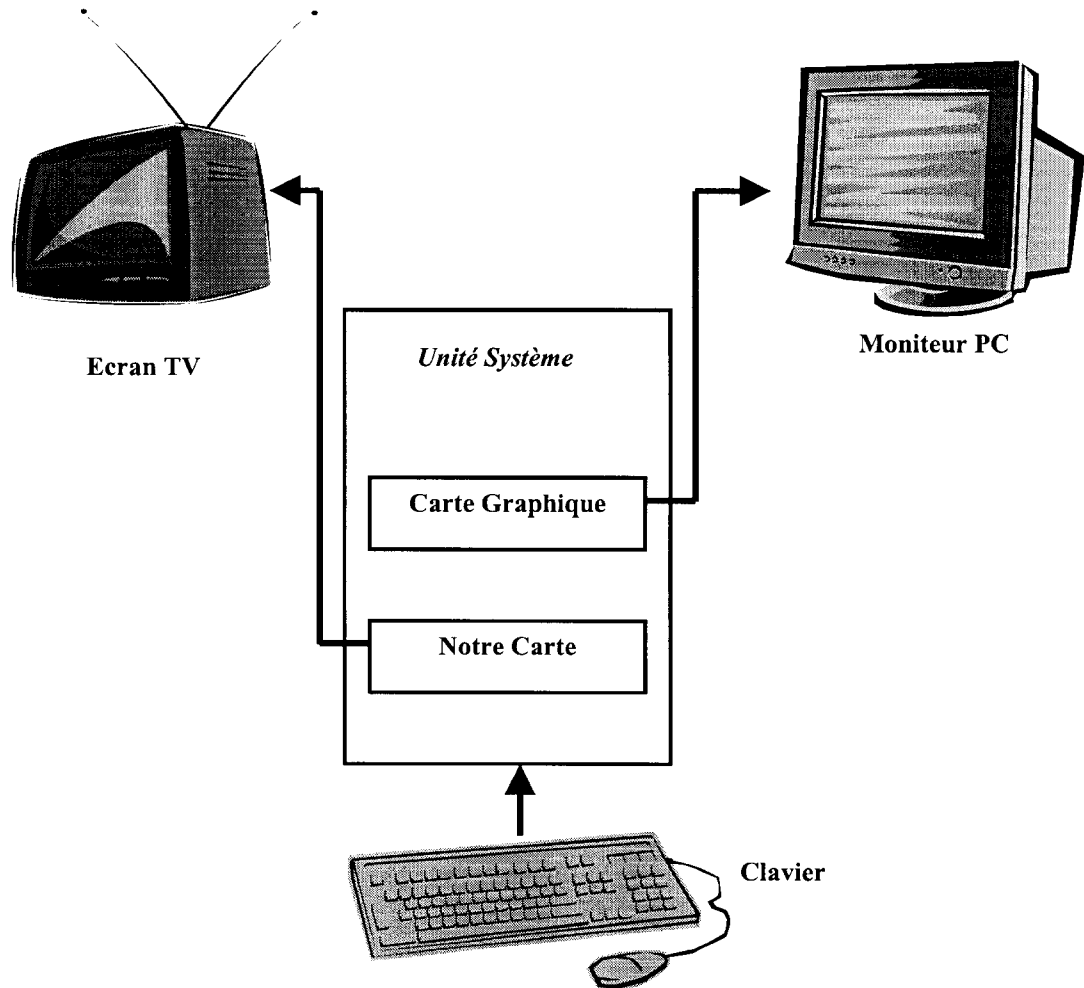 Ecran TV
Moniteur PC
Unité Système
Carte Graphique
Notre Carte
Clavier